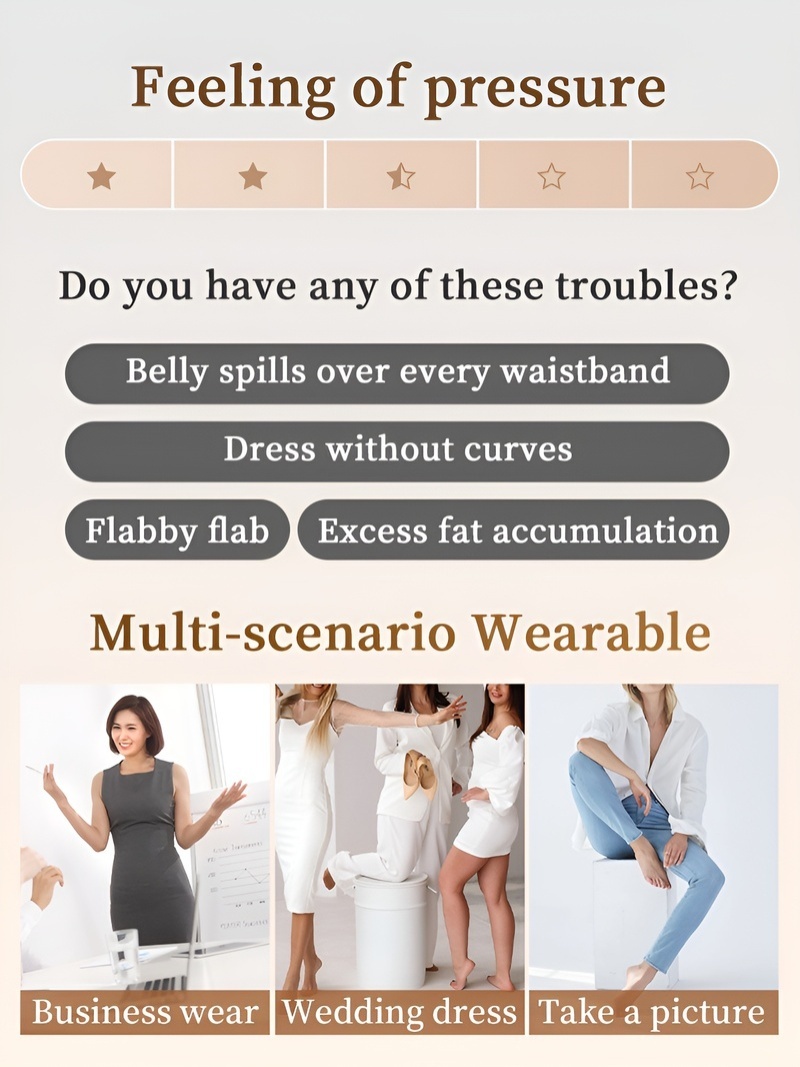 Feeling of pressure
Do you have any of these troubles?
Belly spills over every waistband
Dress without curves
Flabby flab
Excess fat accumulation
Multi-scenario Wearable
Business wear
Wedding dress
Take a picture